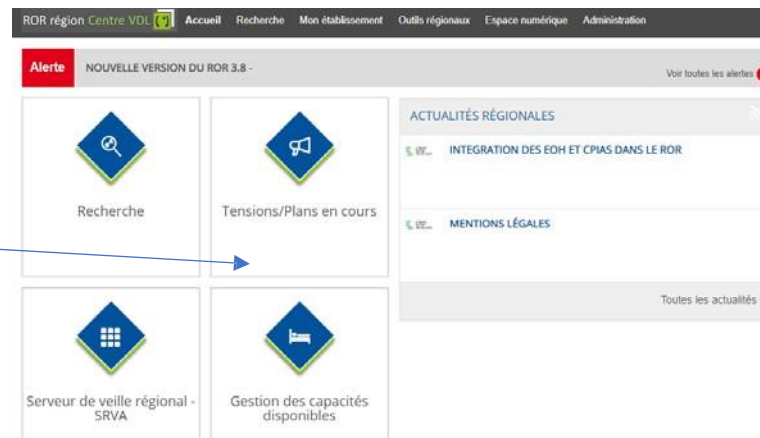 ROR région Centre VDL Accueil Recherche Mon établissement Outils régionaux Espace numérique Administration
Alerte NOUVELLE VERSION DU ROR 3.8 -
Voir toutes les alertes
Recherche
Tensions/Plans en cours
ACTUALITÉS RÉGIONALES
INTEGRATION DES EOH ET CPIAS DANS LE ROR
MENTIONS LÉGALES
Toutes les actualités
Serveur de veille régional -
SRVA
Gestion des capacités
disponibles